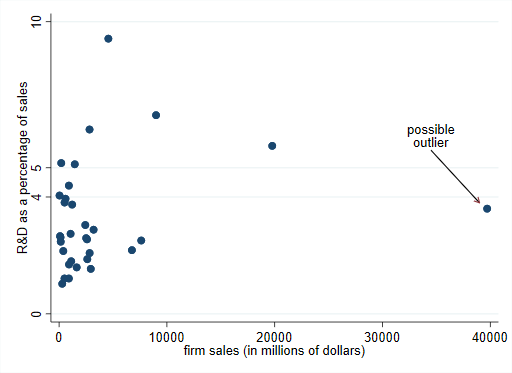 10
5
4
0
R&D as a percentage of sales
possible
outlier
0 10000 20000 30000 40000
firm sales (in millions of dollars)